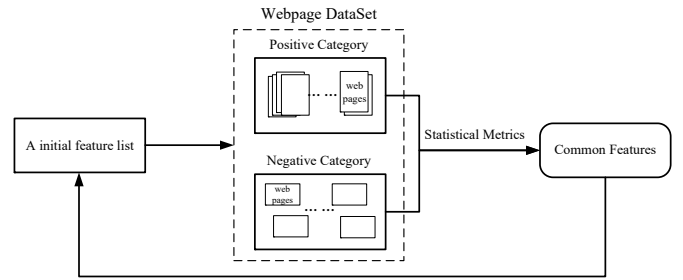 Webpage DataSet
Positive Category
... ...
web
pages
A initial feature list
Statistical Metrics
Common Features
Negative Category
web
pages
... ...